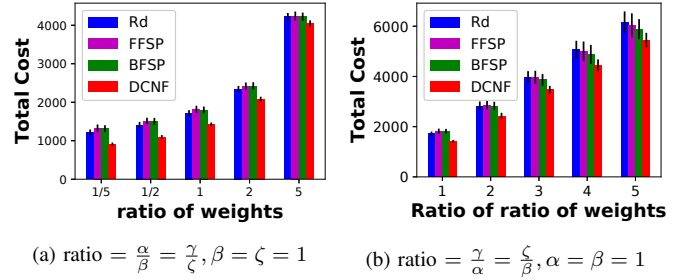 Total Cost
4000
3000
2000
1000
0
Rd
FFSP
BFSP
DCNF
1/5 1/2 1 2 5
ratio of weights
(a) ratio = α/β = γ/ζ, β = ζ = 1
Total Cost
6000
4000
2000
0
Rd
FFSP
BFSP
DCNF
1 2 3 4 5
Ratio of ratio of weights
(b) ratio = γ/α = ζ/β, α = β = 1